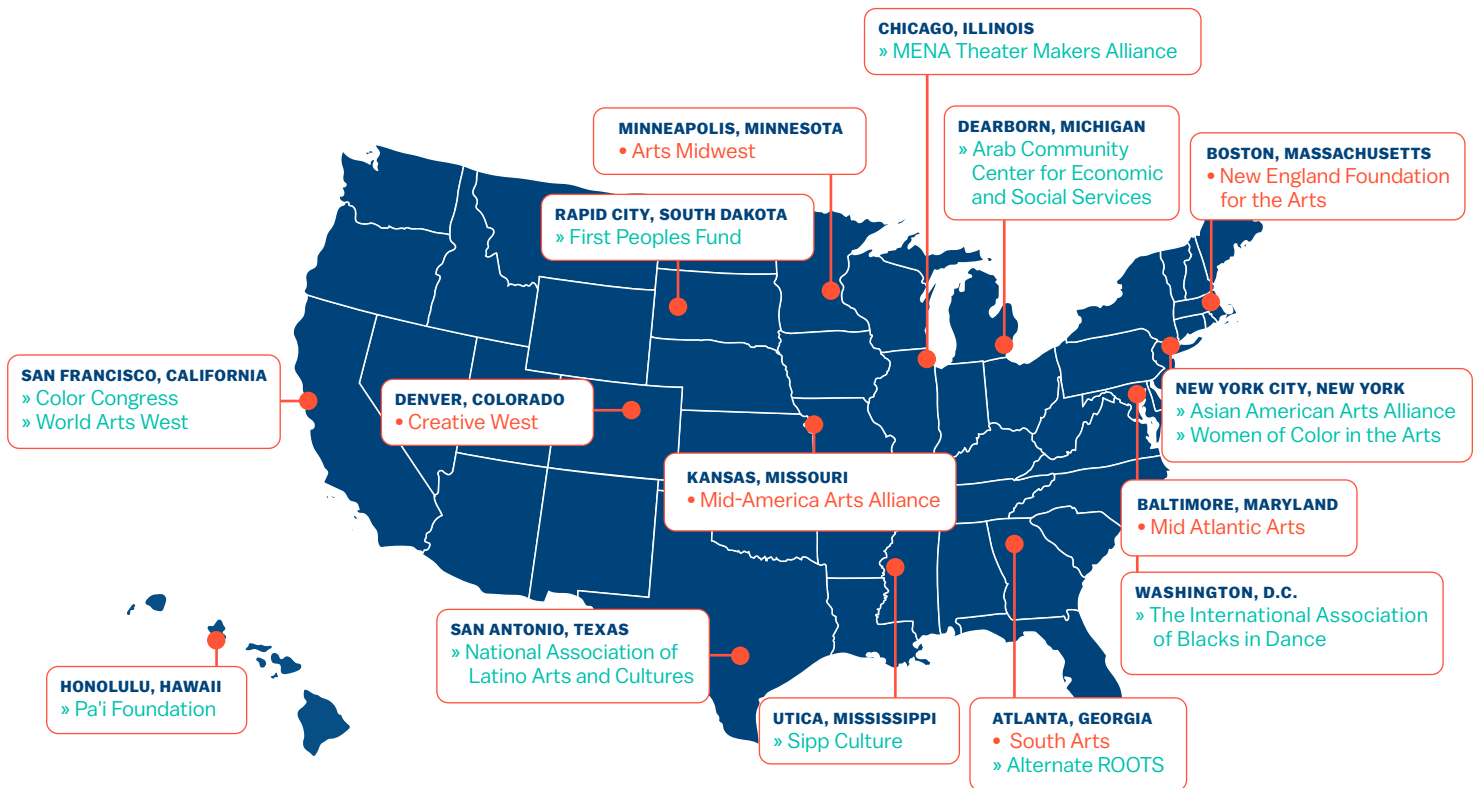 CHICAGO, ILLINOIS
» MENA Theater Makers Alliance
MINNEAPOLIS, MINNESOTA
• Arts Midwest
DEARBORN, MICHIGAN
» Arab Community
Center for Economic
and Social Services
BOSTON, MASSACHUSETTS
• New England Foundation
for the Arts
RAPID CITY, SOUTH DAKOTA
» First Peoples Fund
SAN FRANCISCO, CALIFORNIA
» Color Congress
» World Arts West
DENVER, COLORADO
• Creative West
NEW YORK CITY, NEW YORK
» Asian American Arts Alliance
» Women of Color in the Arts
KANSAS, MISSOURI
• Mid-America Arts Alliance
BALTIMORE, MARYLAND
• Mid Atlantic Arts
WASHINGTON, D.C.
» The International Association
of Blacks in Dance
SAN ANTONIO, TEXAS
» National Association of
Latino Arts and Cultures
HONOLULU, HAWAII
» Pa'i Foundation
UTICA, MISSISSIPPI
» Sipp Culture
ATLANTA, GEORGIA
• South Arts
» Alternate ROOTS